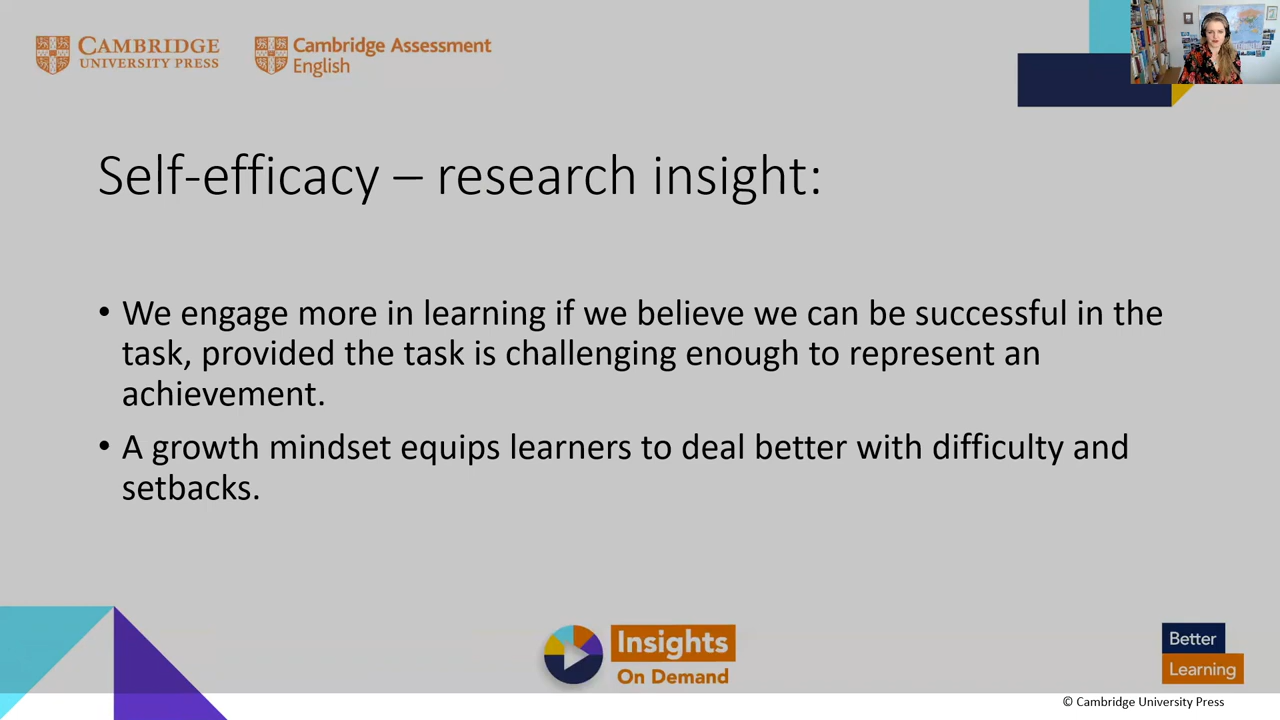 CAMBRIDGE
UNIVERSITY PRESS
Cambridge Assessment
English
Self-efficacy – research insight:
• We engage more in learning if we believe we can be successful in the
task, provided the task is challenging enough to represent an
achievement.
• A growth mindset equips learners to deal better with difficulty and
setbacks.
Insights
On Demand
Better
Learning
© Cambridge University Press